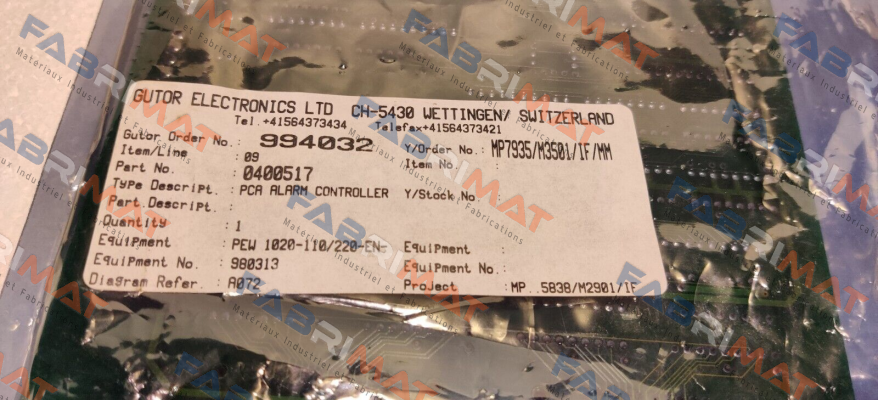 GUTOR ELECTRONICS LTD CH-5430 WETTINGEN/ SWITZERLAND
Tel.+41564373434 Telefax+41564373421
Gutor Order No.: 994032 Y/Order No.: MP7935/M3501/IF/MM
Item/Line : 09 Item No :
Part No. : 0400517
Type Descript. : PCA ALARM CONTROLLER Y/Stock No :
Part.Descript. :
Quantity : 1
Equipment : PEW 1020-110/220-EN- Equipment :
Equipment No. : 980313 Equipment No.:
Diagram Refer. : A072 Project : MP..5838/M2901/IF
FABRIMAT
Matériaux Industriel et Fabrications